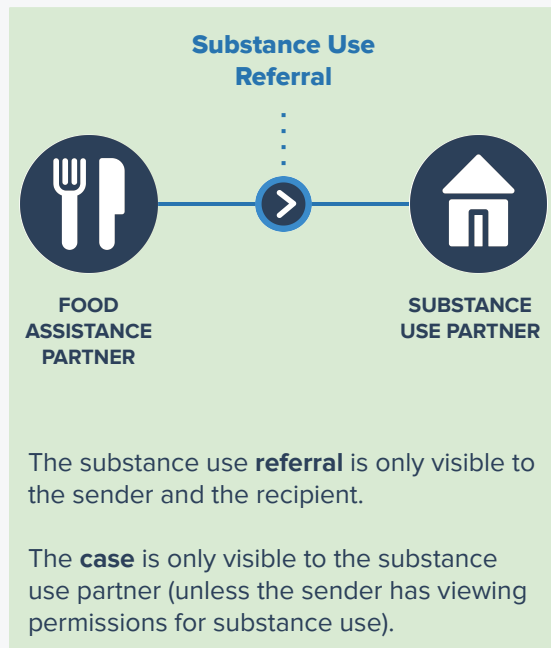 Substance Use
Referral
FOOD
ASSISTANCE
PARTNER
SUBSTANCE
USE PARTNER
The substance use referral is only visible to
the sender and the recipient.
The case is only visible to the substance
use partner (unless the sender has viewing
permissions for substance use).